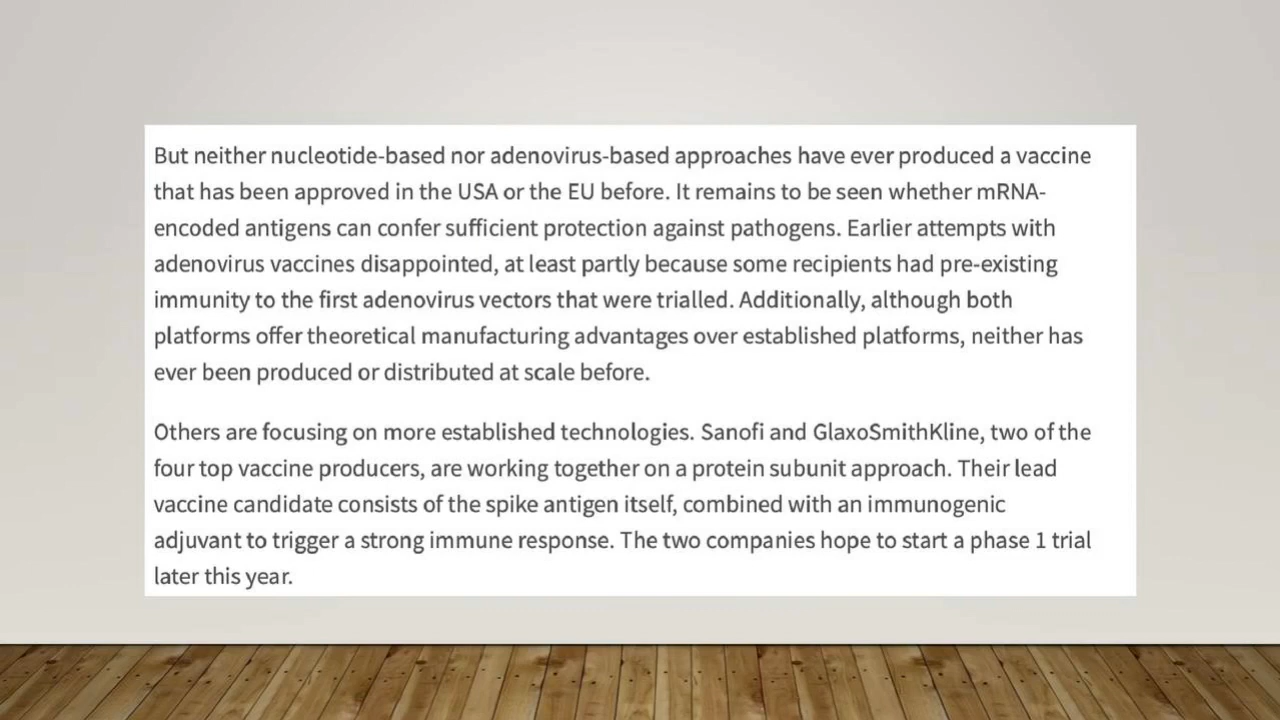 But neither nucleotide-based nor adenovirus-based approaches have ever produced a vaccine
that has been approved in the USA or the EU before. It remains to be seen whether mRNA-
encoded antigens can confer sufficient protection against pathogens. Earlier attempts with
adenovirus vaccines disappointed, at least partly because some recipients had pre-existing
immunity to the first adenovirus vectors that were trialled. Additionally, although both
platforms offer theoretical manufacturing advantages over established platforms, neither has
ever been produced or distributed at scale before.
Others are focusing on more established technologies. Sanofi and GlaxoSmithKline, two of the
four top vaccine producers, are working together on a protein subunit approach. Their lead
vaccine candidate consists of the spike antigen itself, combined with an immunogenic
adjuvant to trigger a strong immune response. The two companies hope to start a phase 1 trial
later this year.